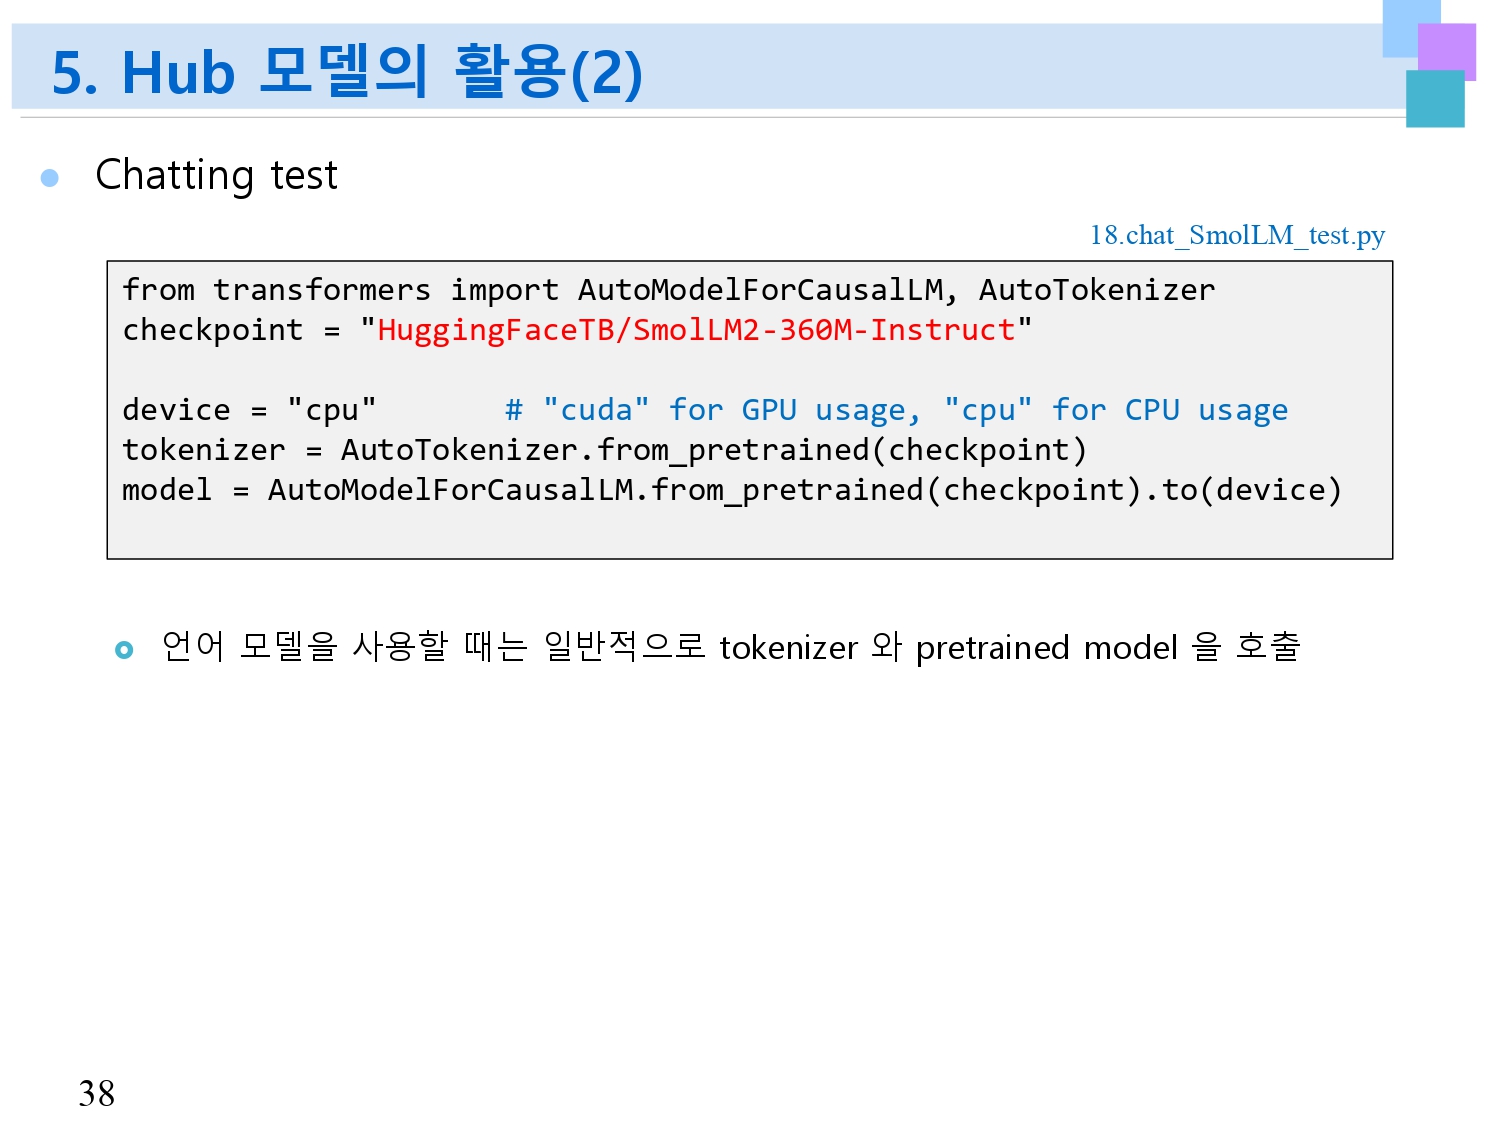 5. Hub 모델의 활용(2)
Chatting test
18.chat_SmolLM_test.py
from transformers import AutoModelForCausalLM, AutoTokenizer
checkpoint = "HuggingFaceTB/SmolLM2-360M-Instruct"
device = "cpu"       # "cuda" for GPU usage, "cpu" for CPU usage
tokenizer = AutoTokenizer.from_pretrained(checkpoint)
model = AutoModelForCausalLM.from_pretrained(checkpoint).to(device)
언어 모델을 사용할 때는 일반적으로 tokenizer 와 pretrained model 을 호출
38